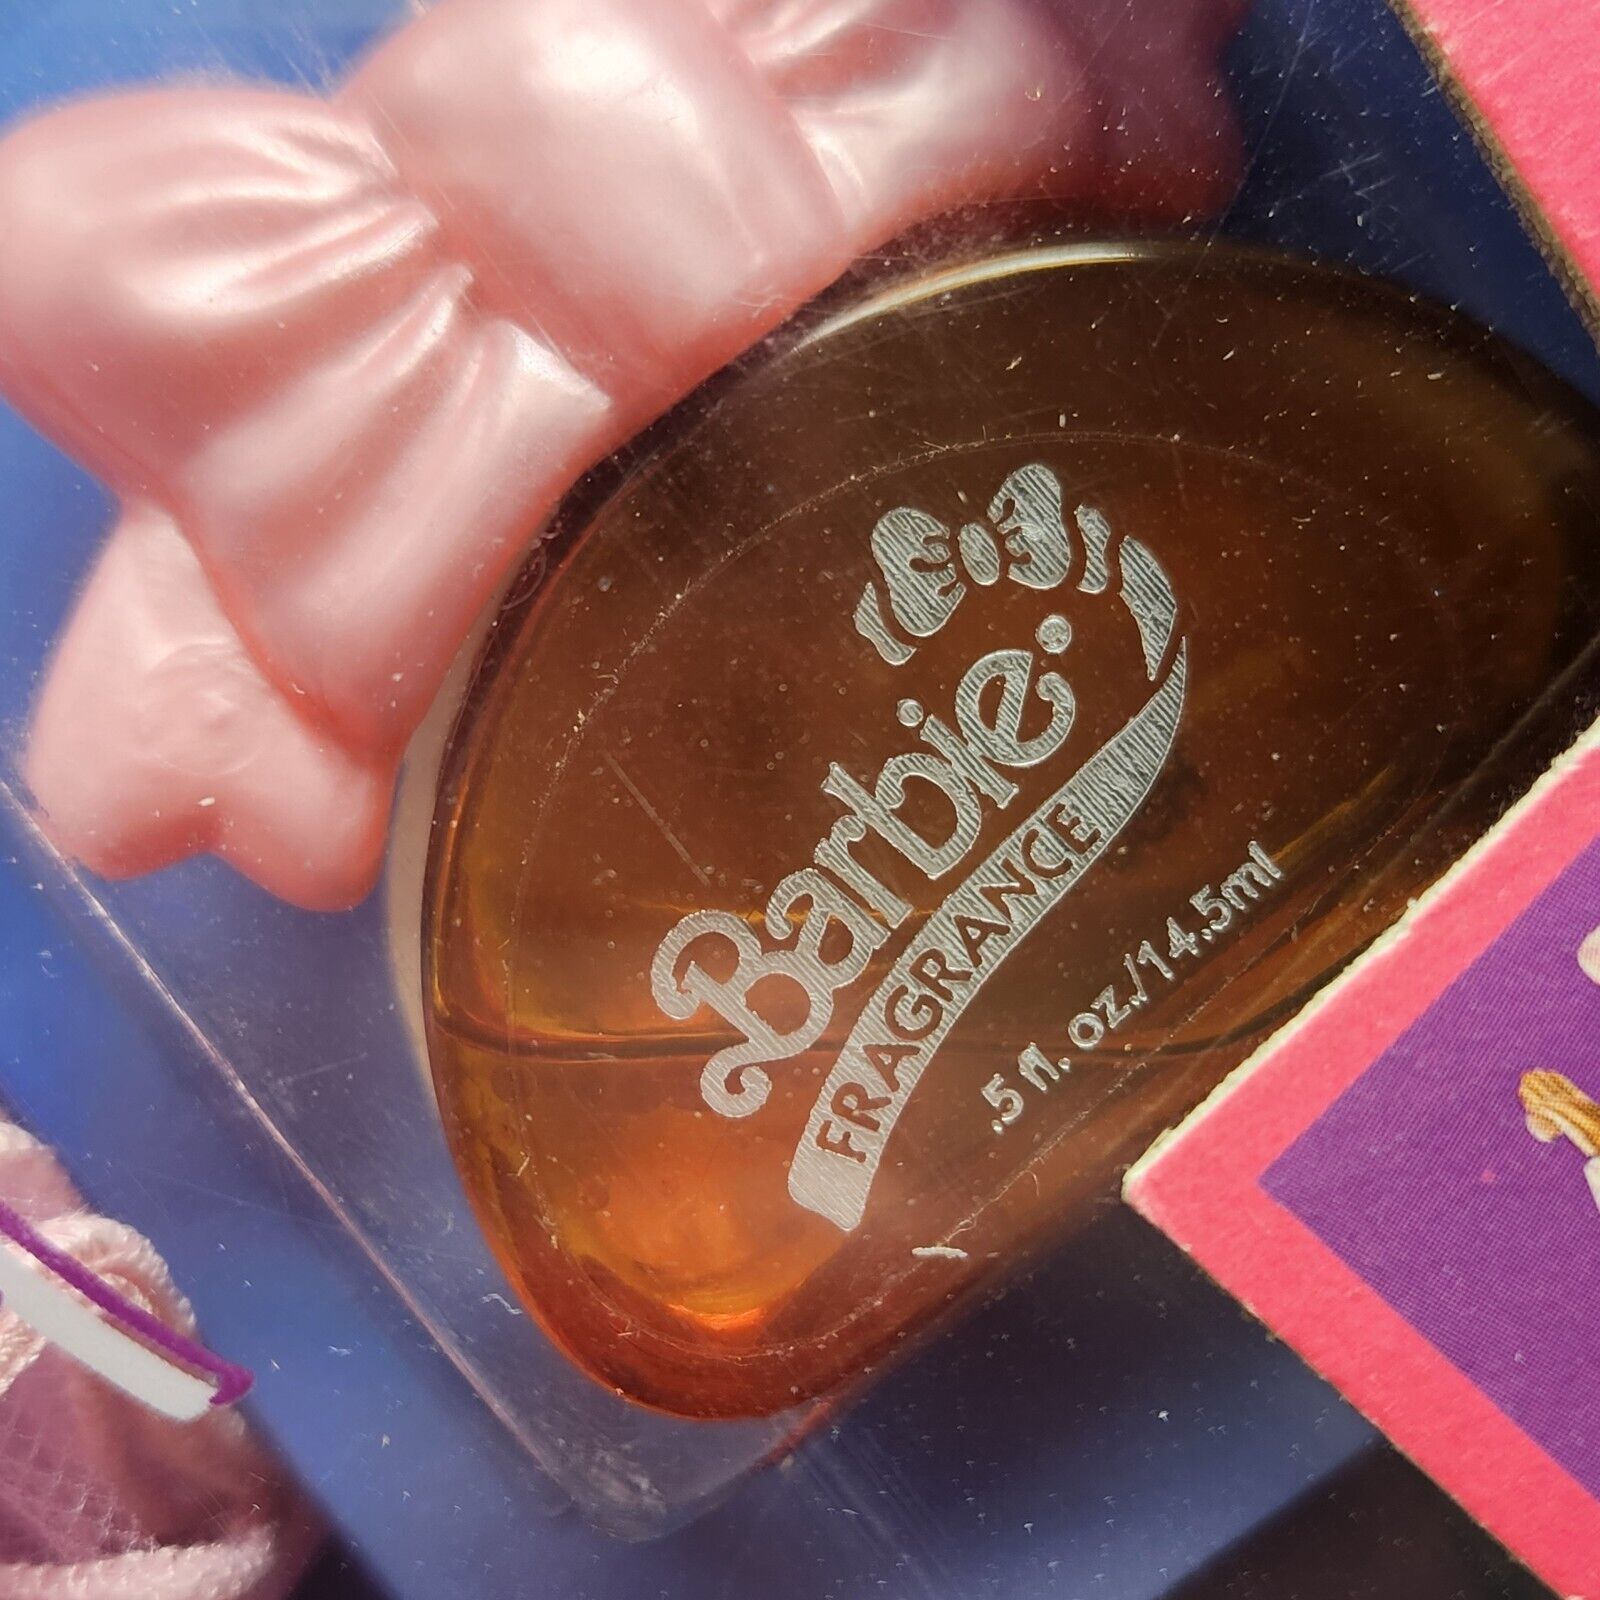 Barbie®
FRAGRANCE
.5 fl. oz./14.5ml